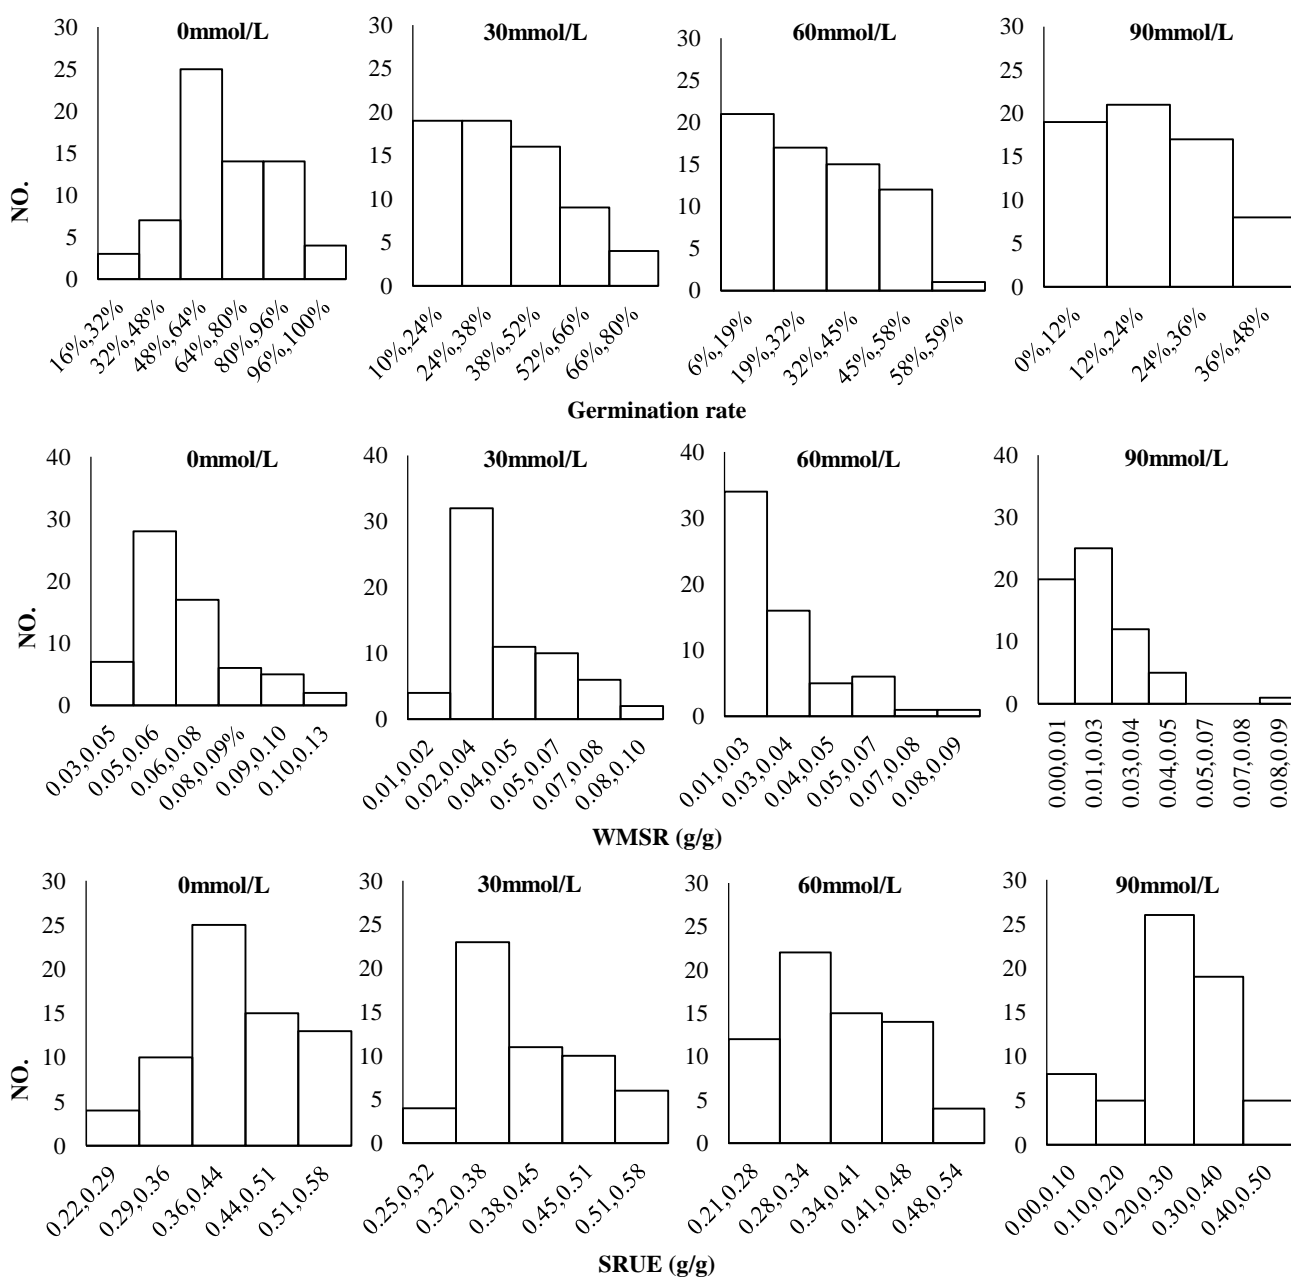 0mmol/L 30mmol/L 60mmol/L 90mmol/L
NO.
30 25 20 15 10 5 0
30 25 20 15 10 5 0
30 25 20 15 10 5 0
30 25 20 15 10 5 0
16%,32% 32%,48% 48%,64% 64%,80% 80%,96% 96%,100%
10%,24% 24%,38% 38%,52% 52%,66% 66%,80%
6%,19% 19%,32% 32%,45% 45%,58% 58%,59%
0%,12% 12%,24% 24%,36% 36%,48%
Germination rate
0mmol/L 30mmol/L 60mmol/L 90mmol/L
NO.
40 30 20 10 0
40 30 20 10 0
40 30 20 10 0
40 30 20 10 0
0.03,0.05 0.05,0.06 0.06,0.08 0.08,0.09% 0.09,0.10 0.10,0.13
0.01,0.02 0.02,0.04 0.04,0.05 0.05,0.07 0.07,0.08 0.08,0.10
0.01,0.03 0.03,0.04 0.04,0.05 0.05,0.07 0.07,0.08 0.08,0.09
0.00,0.01 0.01,0.03 0.03,0.04 0.04,0.05 0.05,0.07 0.07,0.08 0.08,0.09
WMSR (g/g)
0mmol/L 30mmol/L 60mmol/L 90mmol/L
NO.
30 25 20 15 10 5 0
30 25 20 15 10 5 0
30 25 20 15 10 5 0
30 25 20 15 10 5 0
0.22,0.29 0.29,0.36 0.36,0.44 0.44,0.51 0.51,0.58
0.25,0,32 0.32,0.38 0.38,0.45 0.45,0.51 0.51,0.58
0.21,0.28 0.28,0.34 0.34,0.41 0.41,0.48 0.48,0.54
0.00,0.10 0.10,0.20 0.20,0.30 0.30,0.40 0.40,0.50
SRUE (g/g)